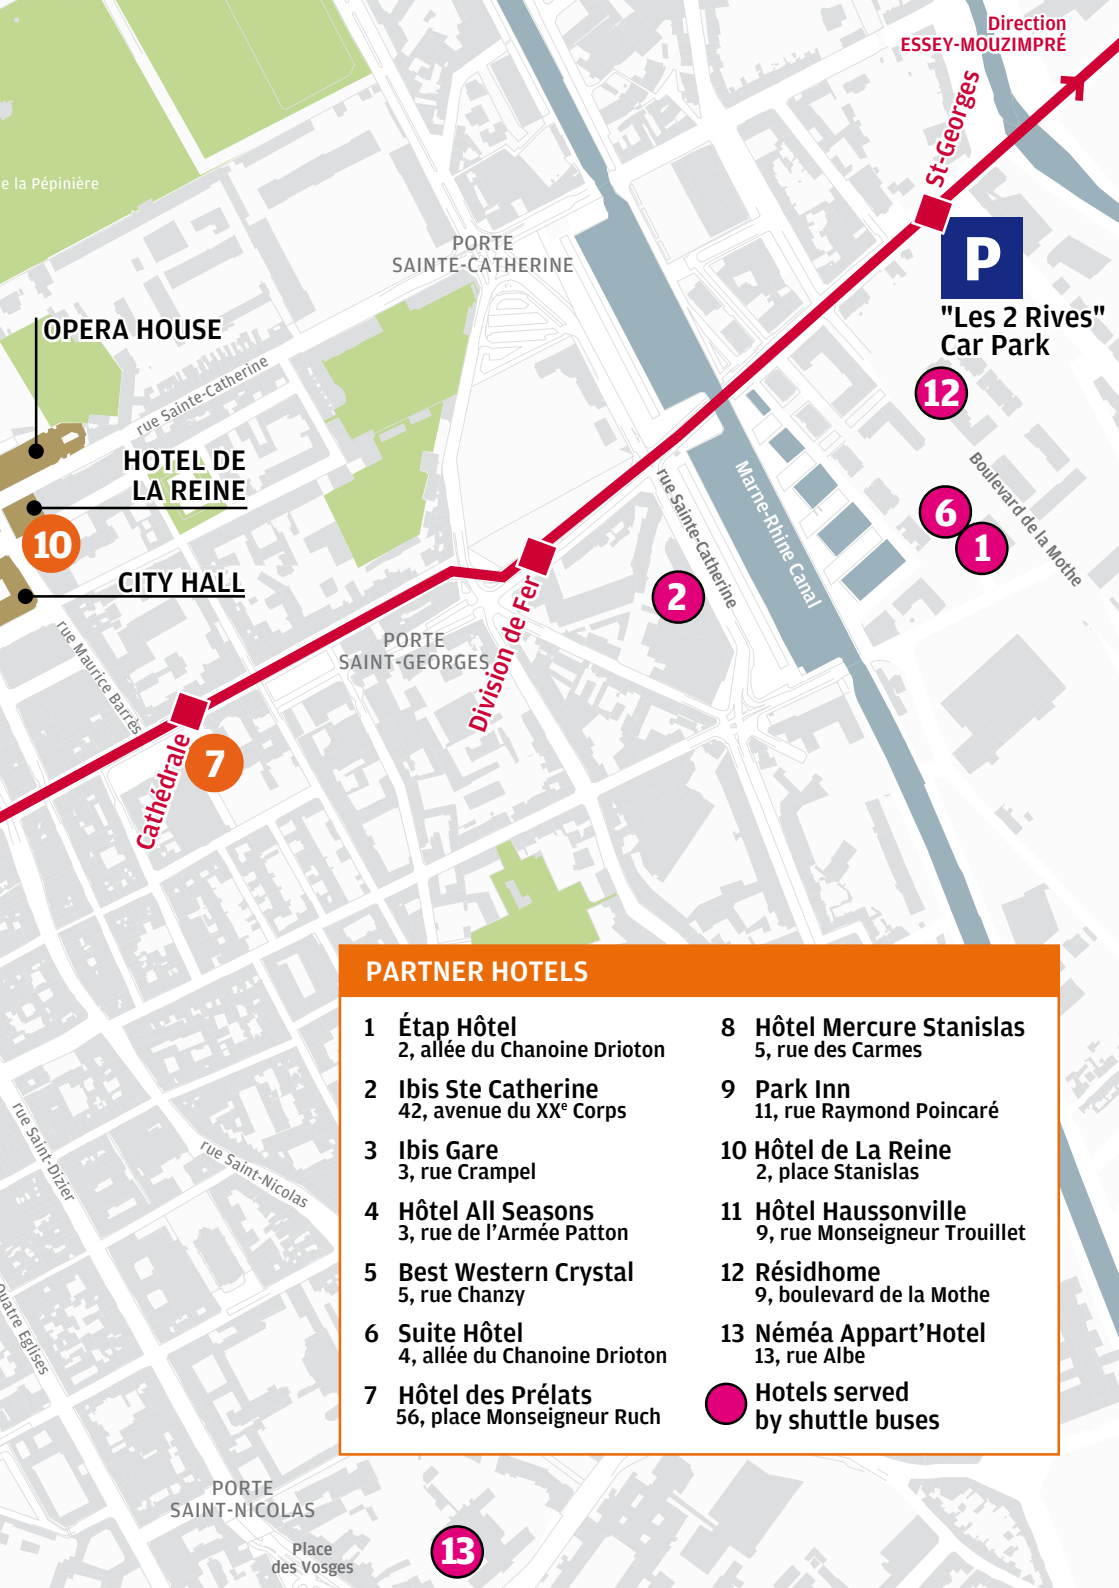 Direction
ESSEY-MOUZIMPRÉ
St-Georges
e la Pépinière
PORTE
SAINTE-CATHERINE
P
"Les 2 Rives"
Car Park
OPERA HOUSE
rue Sainte-Catherine
12
HOTEL DE
LA REINE
Boulevard de la Mothe
rue Sainte-Catherine
Marne-Rhine Canal
6
10
1
CITY HALL
2
Division de Fer
PORTE
SAINT-GEORGES
rue Maurice Barrès
Cathédrale
7
PARTNER HOTELS
1 Étap Hôtel
2, allée du Chanoine Drioton
2 Ibis Ste Catherine
42, avenue du XXe Corps
3 Ibis Gare
3, rue Crampel
4 Hôtel All Seasons
3, rue de l’Armée Patton
5 Best Western Crystal
5, rue Chanzy
6 Suite Hôtel
4, allée du Chanoine Drioton
7 Hôtel des Prélats
56, place Monseigneur Ruch
8 Hôtel Mercure Stanislas
5, rue des Carmes
9 Park Inn
11, rue Raymond Poincaré
10 Hôtel de La Reine
2, place Stanislas
11 Hôtel Haussonville
9, rue Monseigneur Trouillet
12 Résidhome
9, boulevard de la Mothe
13 Néméa Appart’Hotel
13, rue Albe
Hotels served
by shuttle buses
rue Saint-Dizier
rue Saint-Nicolas
Quatre Eglises
PORTE
SAINT-NICOLAS
Place
des Vosges
13